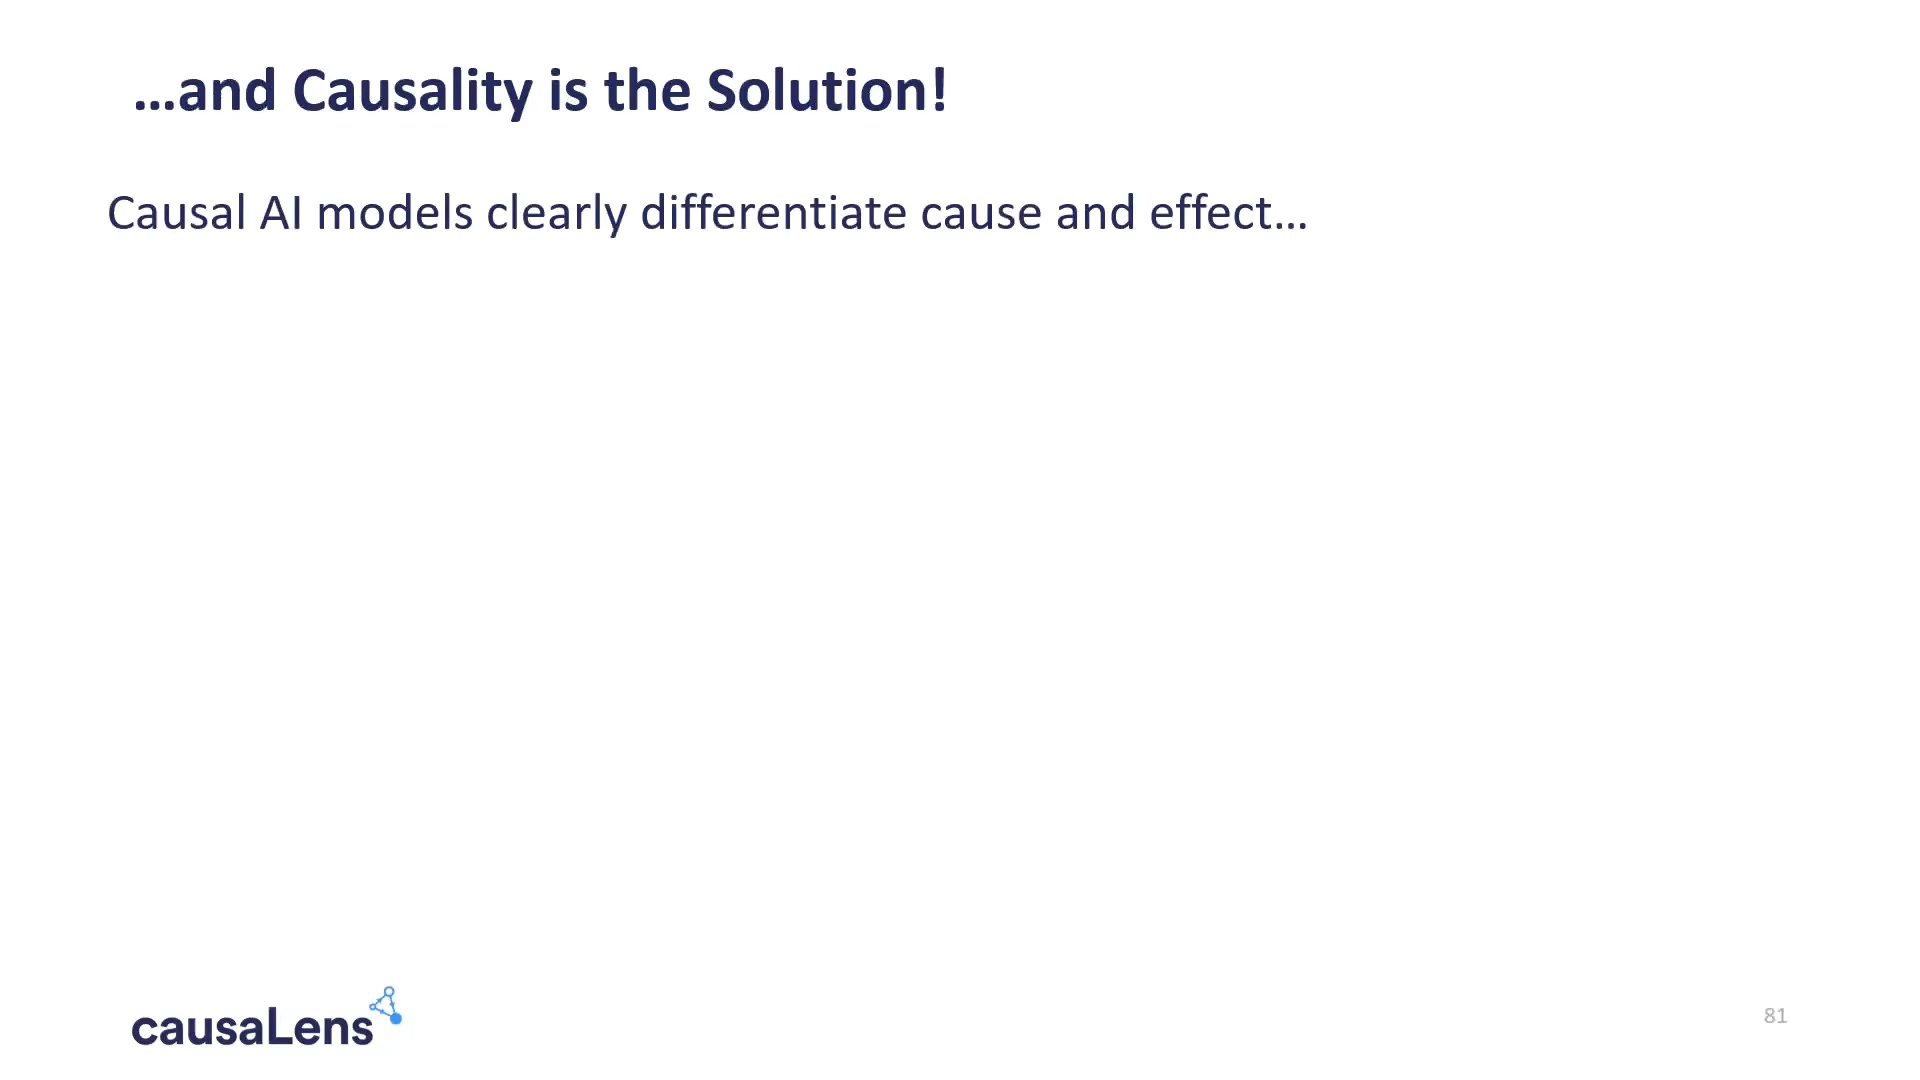 …and Causality is the Solution!
Causal AI models clearly differentiate cause and effect…
causaLens
81